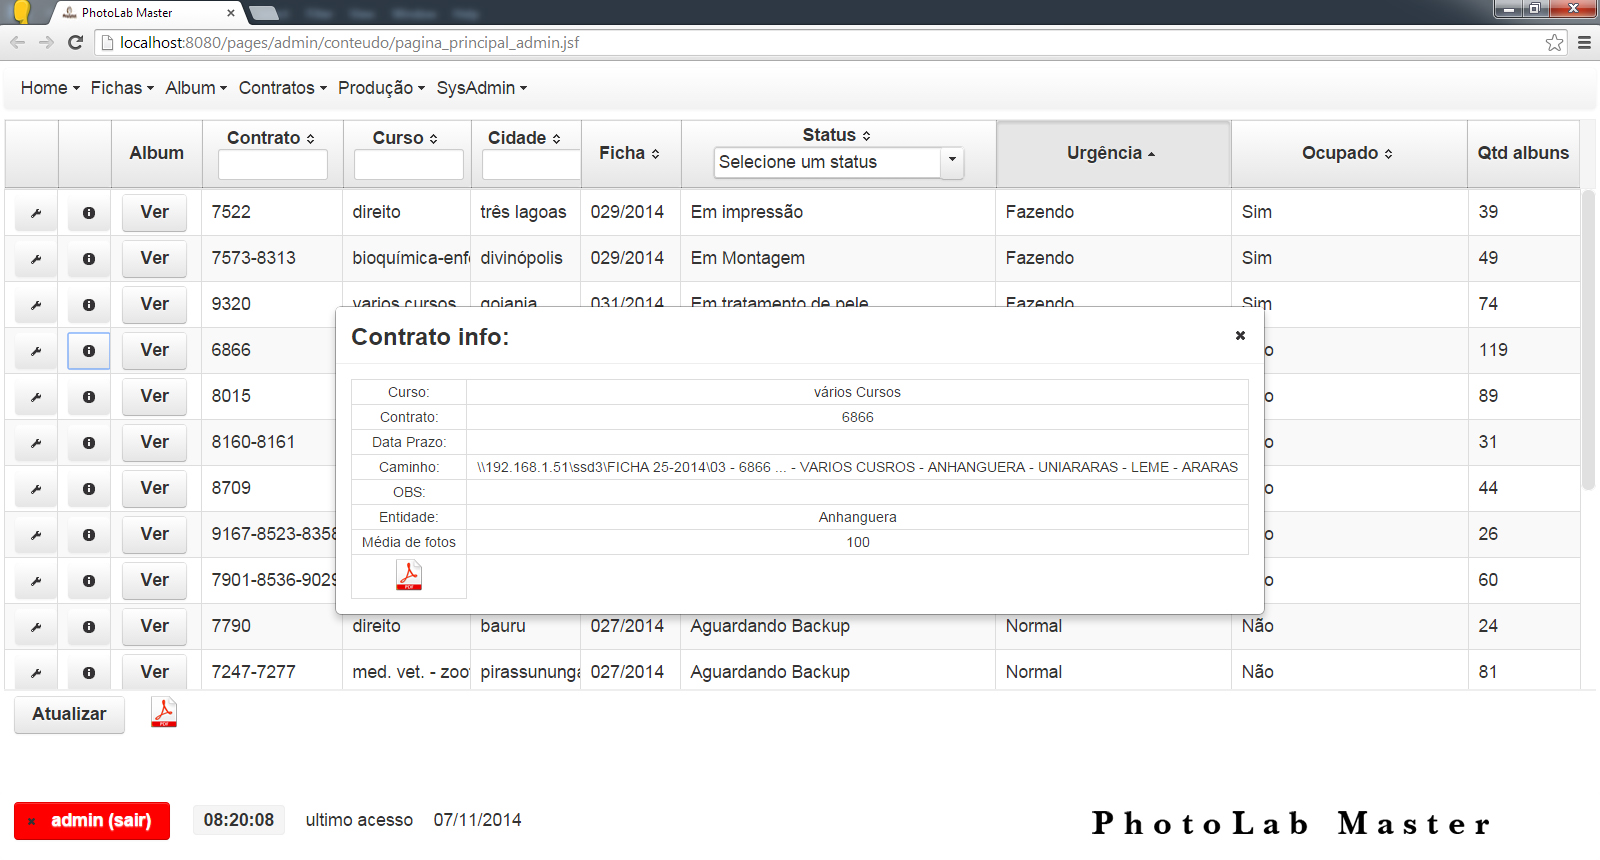 PhotoLab Master
localhost:8080/pages/admin/conteudo/pagina_principal_admin.jsf
Home Fichas Album Contratos Produção SysAdmin
Album Contrato Curso Cidade Ficha Status Urgência Ocupado Qtd albuns
Selecione um status
Ver 7522 direito três lagoas 029/2014 Em impressão Fazendo Sim 39
Ver 7573-8313 bioquímica-enf divinópolis 029/2014 Em Montagem Fazendo Sim 49
Ver 9320 varios cursos goiania 031/2014 Em tratamento de pele Fazendo Sim 74
Ver 6866 o 119
Ver 8015 o 89
Ver 8160-8161 o 31
Ver 8709 o 44
Ver 9167-8523-8358 o 26
Ver 7901-8536-9029 o 60
Ver 7790 direito bauru 027/2014 Aguardando Backup Normal Não 24
Ver 7247-7277 med. vet. - zoo pirassununga 027/2014 Aguardando Backup Normal Não 81
Contrato info:
Curso: vários Cursos
Contrato: 6866
Data Prazo:
Caminho: \\192.168.1.51\ssd3\FICHA 25-2014\03 - 6866 ... - VARIOS CUSROS - ANHANGUERA - UNIARARAS - LEME - ARARAS
OBS:
Entidade: Anhanguera
Média de fotos 100
PDF
Atualizar PDF
admin (sair) 08:20:08 ultimo acesso 07/11/2014
PhotoLab Master